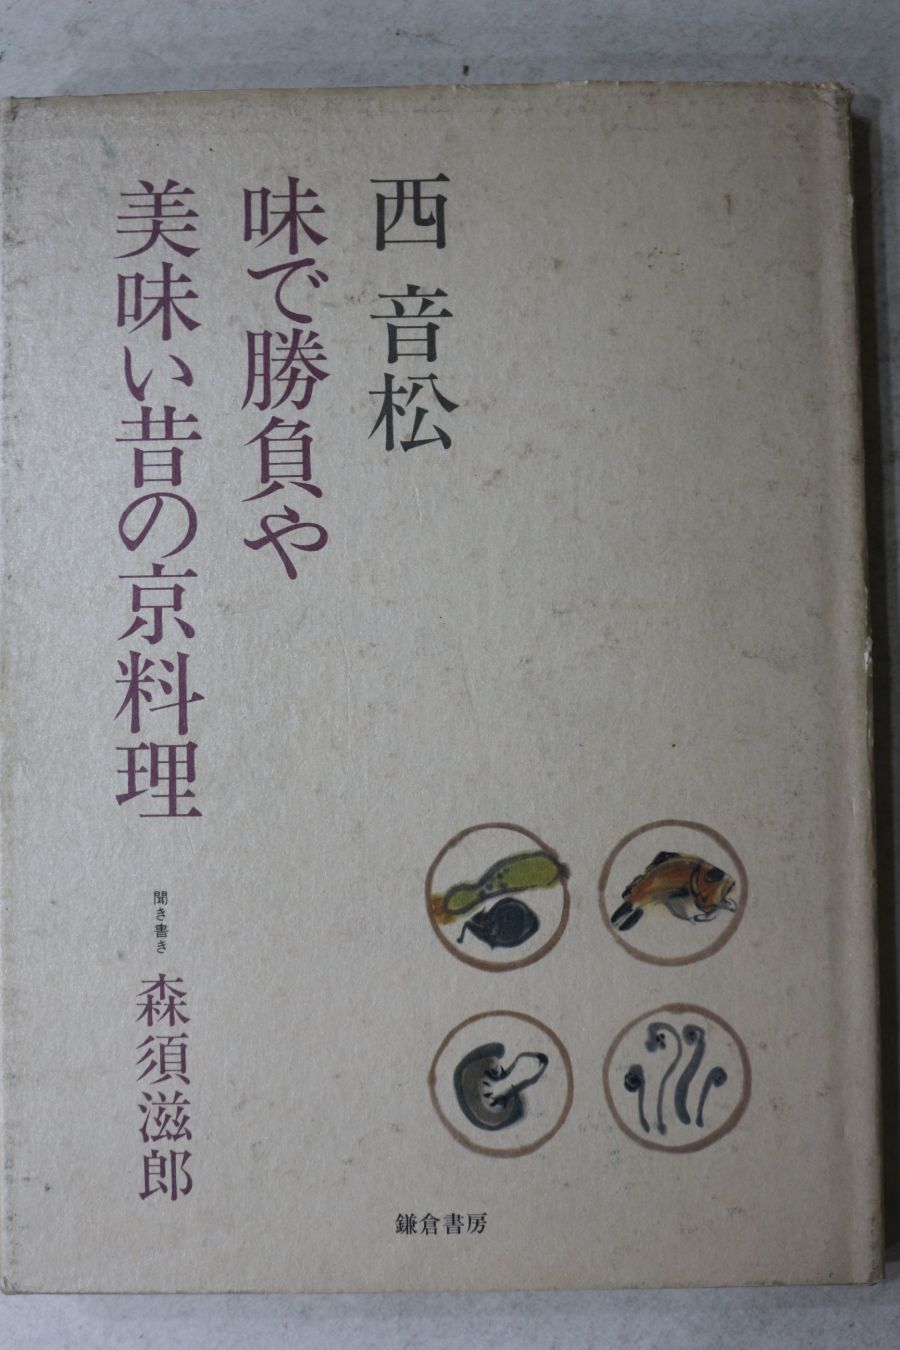 西 音松
味で勝負や
美味い昔の京料理
聞き書き 森須滋郎
鎌倉書房